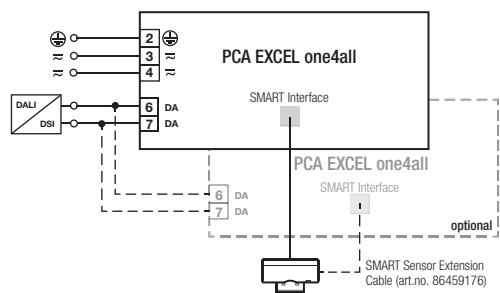 2
3
4
PCA EXCEL one4all
SMART Interface
DALI
DSI
6 DA
7 DA
PCA EXCEL one4all
SMART Interface
6 DA
7 DA
optional
SMART Sensor Extension
Cable (art.no. 86459176)